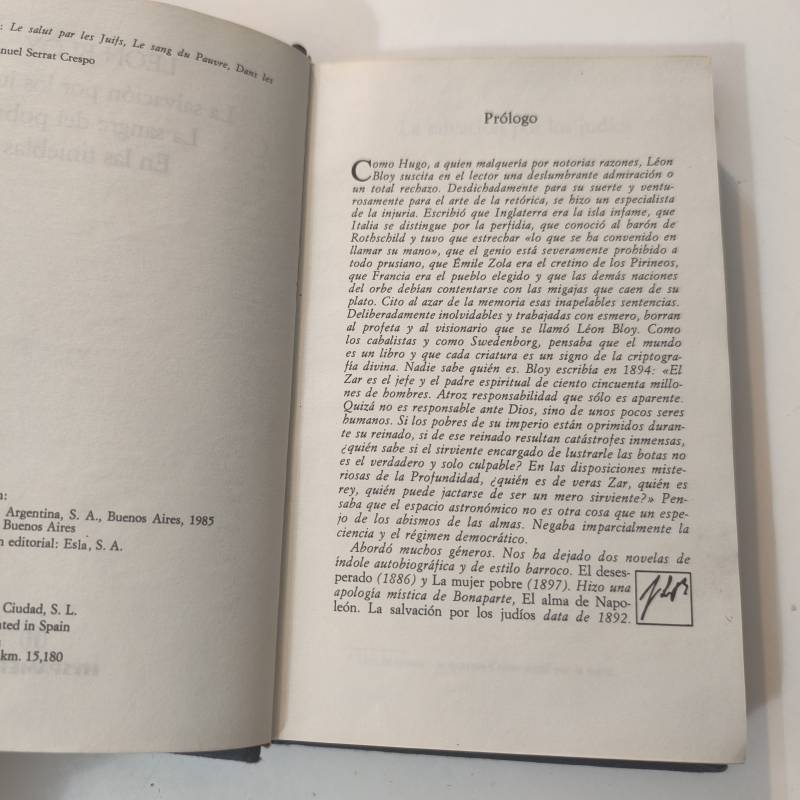 : Le salut par les Juifs, Le sang du Pauvre, Dans les
nuel Serrat Crespo
n:
Argentina, S. A., Buenos Aires, 1985
Buenos Aires
n editorial: Esla, S. A.
Ciudad, S. L.
nted in Spain
km. 15,180
Prólogo
Como Hugo, a quien malquería por notorias razones, Léon
Bloy suscita en el lector una deslumbrante admiración o
un total rechazo. Desdichadamente para su suerte y ventu-
rosamente para el arte de la retórica, se hizo un especialista
de la injuria. Escribió que Inglaterra era la isla infame, que
Italia se distingue por la perfidia, que conoció al barón de
Rothschild y tuvo que estrechar «lo que se ha convenido en
llamar su mano», que el genio está severamente prohibido a
todo prusiano, que Émile Zola era el cretino de los Pirineos,
que Francia era el pueblo elegido y que las demás naciones
del orbe debían contentarse con las migajas que caen de su
plato. Cito al azar de la memoria esas inapelables sentencias.
Deliberadamente inolvidables y trabajadas con esmero, borran
al profeta y al visionario que se llamó Léon Bloy. Como
los cabalistas y como Swedenborg, pensaba que el mundo
es un libro y que cada criatura es un signo de la criptogra-
fía divina. Nadie sabe quién es. Bloy escribía en 1894: «El
Zar es el jefe y el padre espiritual de ciento cincuenta millo-
nes de hombres. Atroz responsabilidad que sólo es aparente.
Quizá no es responsable ante Dios, sino de unos pocos seres
humanos. Si los pobres de su imperio están oprimidos duran-
te su reinado, si de ese reinado resultan catástrofes inmensas,
¿quién sabe si el sirviente encargado de lustrarle las botas no
es el verdadero y solo culpable? En las disposiciones miste-
riosas de la Profundidad, ¿quién es de veras Zar, quién es
rey, quién puede jactarse de ser un mero sirviente?» Pen-
saba que el espacio astronómico no es otra cosa que un espe-
jo de los abismos de las almas. Negaba imparcialmente la
ciencia y el régimen democrático.
Abordó muchos géneros. Nos ha dejado dos novelas de
índole autobiográfica y de estilo barroco. El deses-
perado (1886) y La mujer pobre (1897). Hizo una
apología mística de Bonaparte, El alma de Napo-
león. La salvación por los judíos data de 1892.